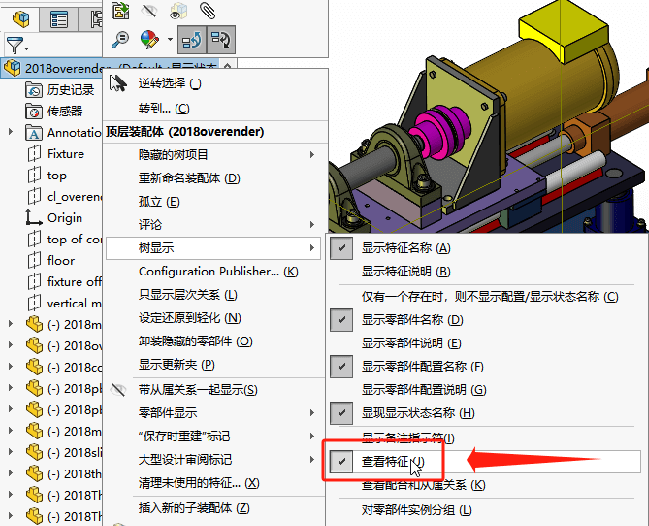 2018overender (Default<显示状态
历史记录
传感器
Annotation
Fixture
top
cl_overend
Origin
top of con
floor
fixture off
vertical m
(-) 2018m
(-) 2018ov
(-) 2018co
(-) 2018pb
(-) 2018pb
(-) 2018m
(-) 2018sli
(-) 2018th
(-) 2018Th
(-) 2018Th
逆转选择 (_)
转到... (C)
顶层装配体 (2018overender)
隐藏的树项目
重新命名装配体 (D)
孤立 (E)
评论
树显示
Configuration Publisher... (K)
只显示层次关系 (L)
设定还原到轻化 (N)
卸装隐藏的零部件 (O)
显示更新夹 (P)
带从属关系一起显示(S)
零部件显示
“保存时重建”标记
大型设计审阅标记
清理未使用的特征... (Z)
插入新的子装配体 (Z)
显示特征名称 (A)
显示特征说明 (B)
仅有一个存在时，则不显示配置/显示状态名称 (C)
显示零部件名称 (D)
显示零部件说明 (E)
显示零部件配置名称 (F)
显示零部件配置说明 (G)
显现显示状态名称 (H)
显示备注指示符(I)
查看特征 (J)
查看配合和从属关系 (K)
对零部件实例分组 (L)